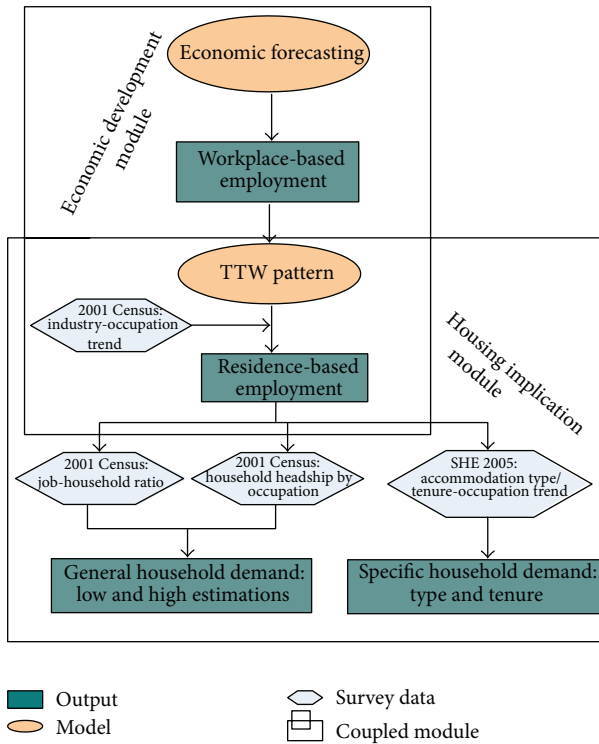 Economic forecasting
Economic development
module
Workplace-based
employment
TTW pattern
2001 Census:
industry-occupation
trend
Residence-based
employment
Housing implication
module
2001 Census:
job-household ratio
2001 Census:
household headship by
occupation
SHE 2005:
accommodation type/
tenure-occupation trend
General household demand:
low and high estimations
Specific household demand:
type and tenure
Output
Model
Survey data
Coupled module